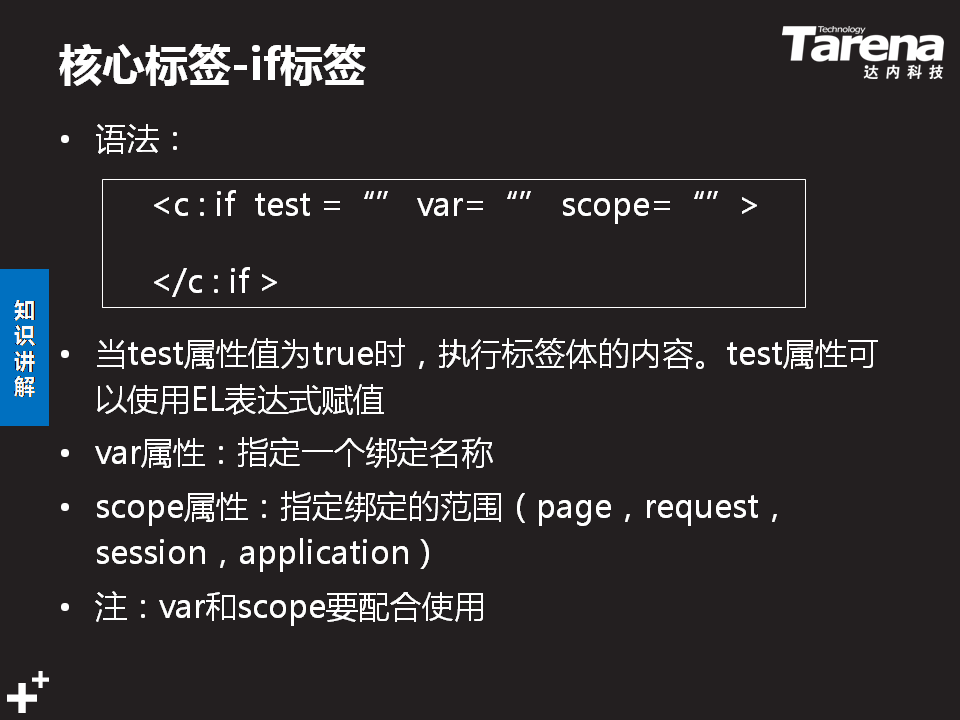 核心标签-if标签
Technology
Tarena
达内科技
• 语法：
<c : if  test = “”  var= “”  scope= “” >
</c : if >
知
识
讲
解
• 当test属性值为true时，执行标签体的内容。test属性可
以使用EL表达式赋值
• var属性：指定一个绑定名称
• scope属性：指定绑定的范围（page，request，
session，application）
• 注：var和scope要配合使用